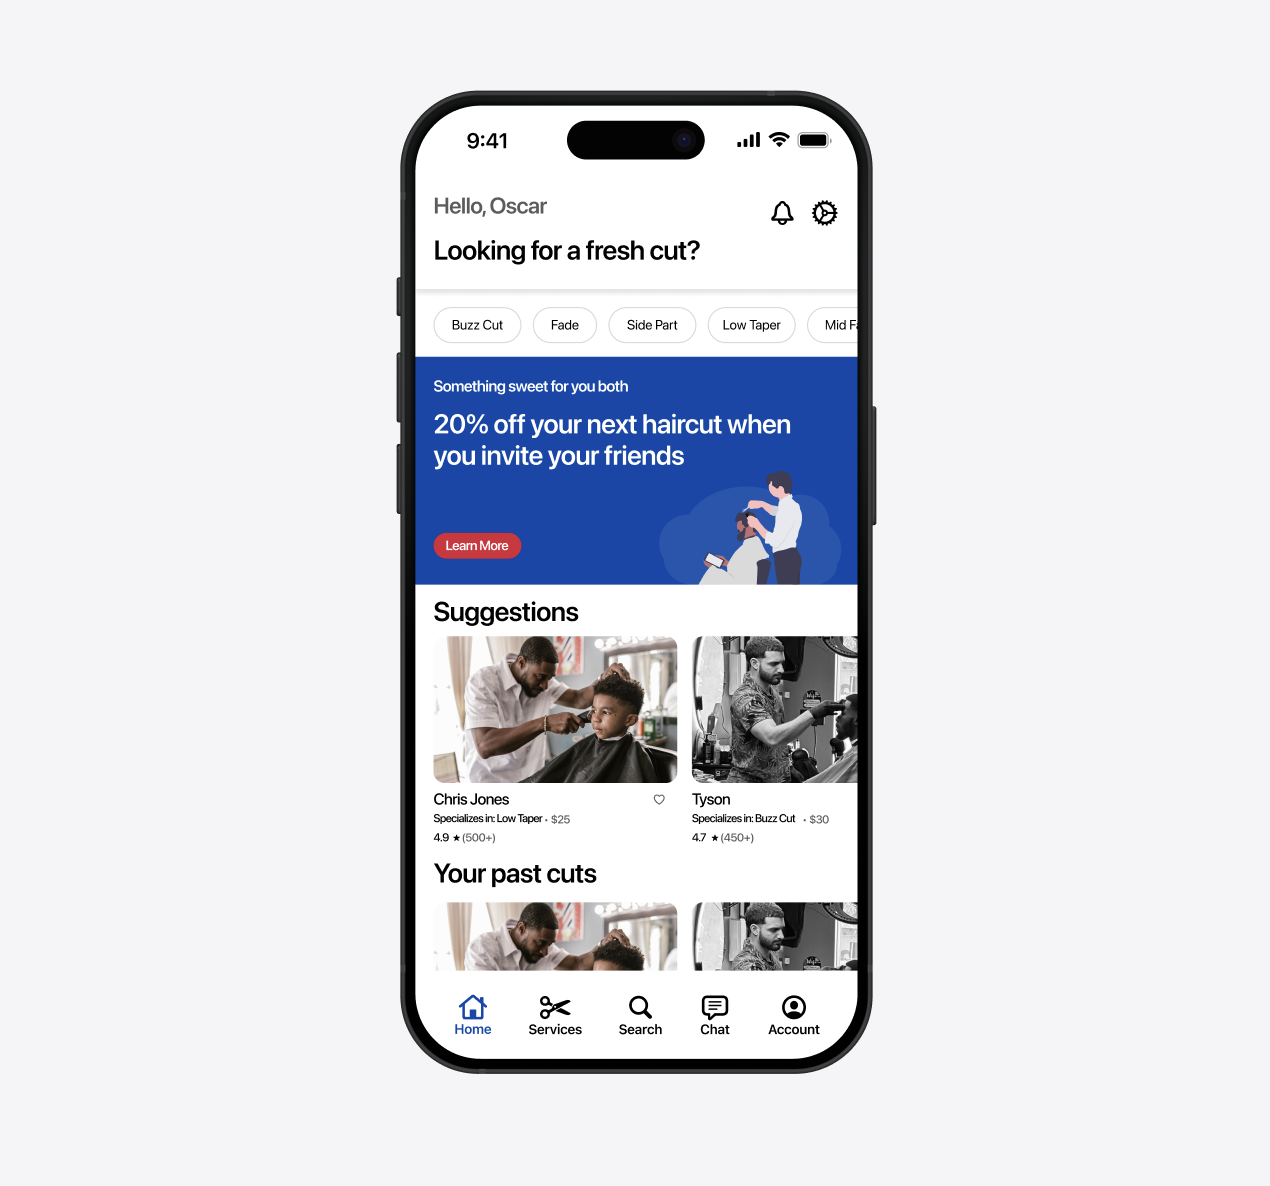 9:41
Hello, Oscar
Looking for a fresh cut?
Buzz Cut
Fade
Side Part
Low Taper
Mid Fa
Something sweet for you both
20% off your next haircut when
you invite your friends
Learn More
Suggestions
Chris Jones
Specializes in: Low Taper • $25
4.9 ★ (500+)
Tyson
Specializes in: Buzz Cut • $30
4.7 ★ (450+)
Your past cuts
Home
Services
Search
Chat
Account